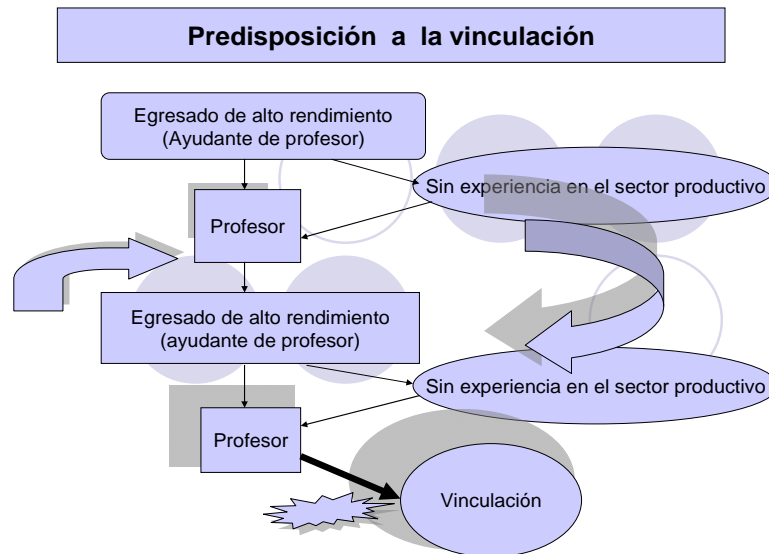 Predisposición a la vinculación
Egresado de alto rendimiento
(Ayudante de profesor)
Sin experiencia en el sector productivo
Profesor
Egresado de alto rendimiento
(ayudante de profesor)
Sin experiencia en el sector productivo
Profesor
Vinculación